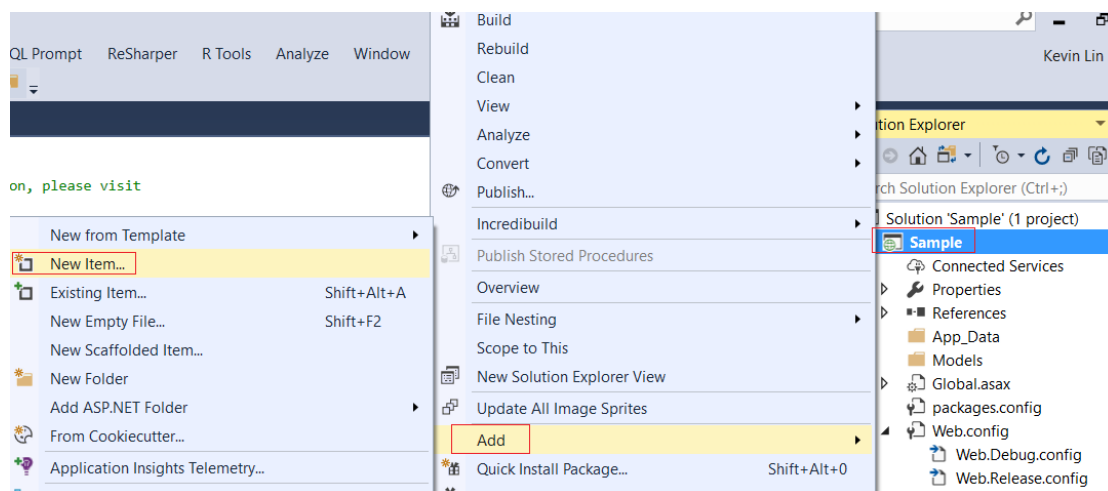 QL Prompt ReSharper R Tools Analyze Window
Kevin Lin
on, please visit
New from Template
New Item...
Existing Item... Shift+Alt+A
New Empty File... Shift+F2
New Scaffolded Item...
New Folder
Add ASP.NET Folder
From Cookiecutter...
Application Insights Telemetry...
Build
Rebuild
Clean
View
Analyze
Convert
Publish...
Incredibuild
Publish Stored Procedures
Overview
File Nesting
Scope to This
New Solution Explorer View
Update All Image Sprites
Add
Quick Install Package... Shift+Alt+0
ution Explorer
rch Solution Explorer (Ctrl+;)
Solution 'Sample' (1 project)
Sample
Connected Services
Properties
References
App_Data
Models
Global.asax
packages.config
Web.config
Web.Debug.config
Web.Release.config